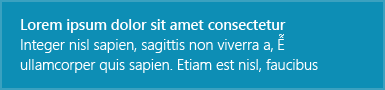 Lorem ipsum dolor sit amet consectetur
Integer nisl sapien, sagittis non viverra a, Ê̌
ullamcorper quis sapien. Etiam est nisl, faucibus